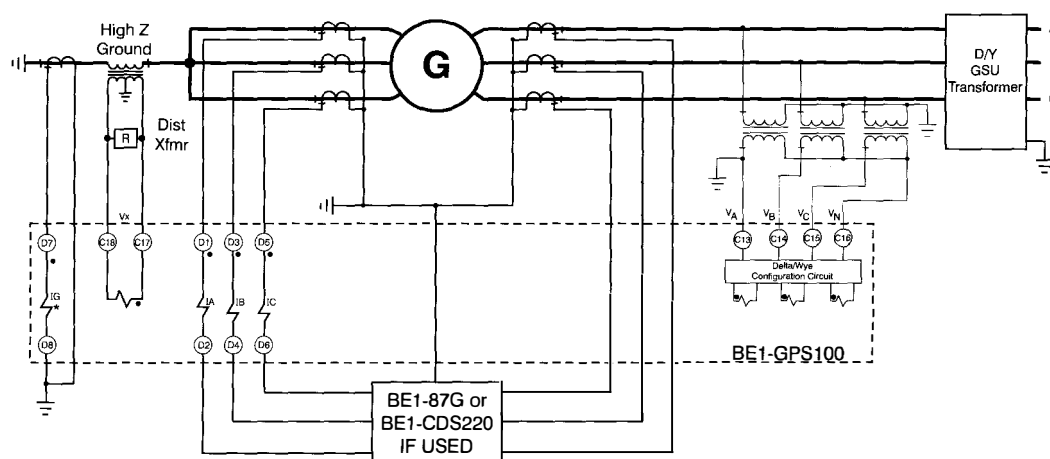 High Z
Ground
G
D/Y
GSU
Transformer
R
Dist
Xfmr
Vx
VA
VB
VC
VN
D7
C18
C17
D1
D3
D5
C13
C14
C15
C16
Delta/Wye
Configuration Circuit
IG
*
IA
IB
IC
D8
D2
D4
D6
BE1-GPS100
BE1-87G or
BE1-CDS220
IF USED